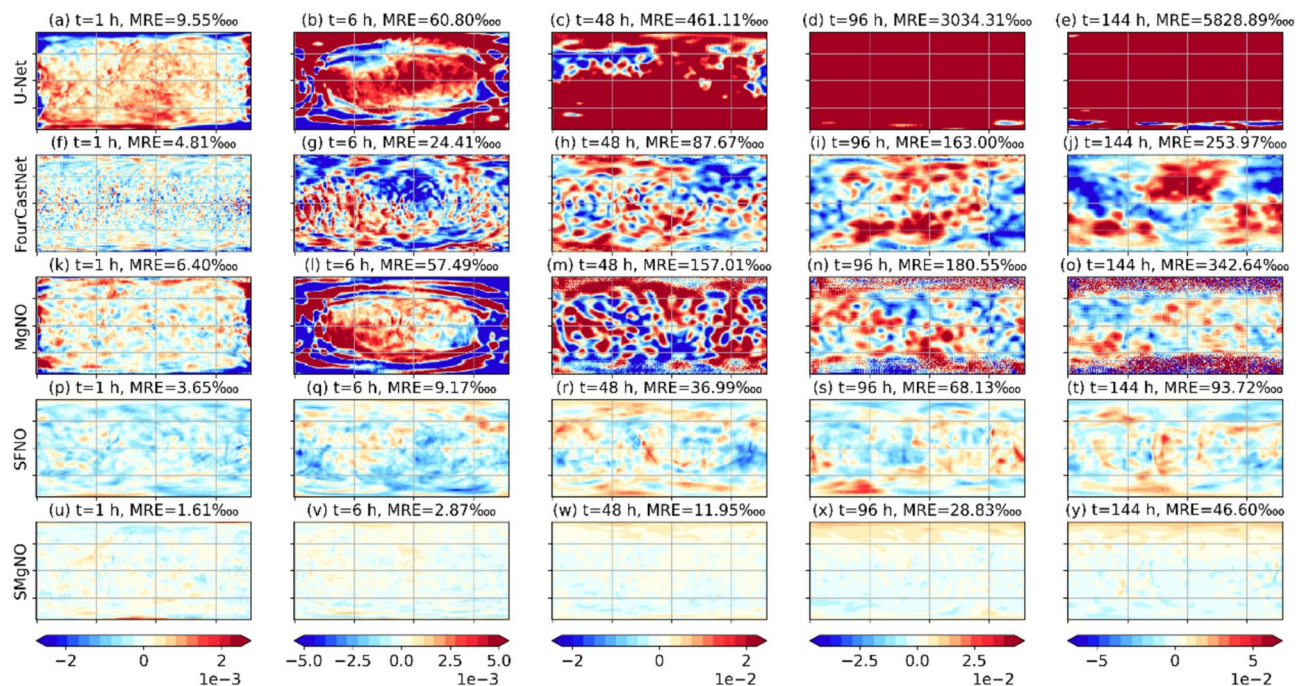 (a) t=1 h, MRE=9.55‱ (b) t=6 h, MRE=60.80‱ (c) t=48 h, MRE=461.11‱ (d) t=96 h, MRE=3034.31‱ (e) t=144 h, MRE=5828.89‱
U-Net
(f) t=1 h, MRE=4.81‱ (g) t=6 h, MRE=24.41‱ (h) t=48 h, MRE=87.67‱ (i) t=96 h, MRE=163.00‱ (j) t=144 h, MRE=253.97‱
FourCastNet
(k) t=1 h, MRE=6.40‱ (l) t=6 h, MRE=57.49‱ (m) t=48 h, MRE=157.01‱ (n) t=96 h, MRE=180.55‱ (o) t=144 h, MRE=342.64‱
MgNO
(p) t=1 h, MRE=3.65‱ (q) t=6 h, MRE=9.17‱ (r) t=48 h, MRE=36.99‱ (s) t=96 h, MRE=68.13‱ (t) t=144 h, MRE=93.72‱
SFNO
(u) t=1 h, MRE=1.61‱ (v) t=6 h, MRE=2.87‱ (w) t=48 h, MRE=11.95‱ (x) t=96 h, MRE=28.83‱ (y) t=144 h, MRE=46.60‱
SMgNO
−2 0 2 −5.0 −2.5 0.0 2.5 5.0 −2 0 2 −2.5 0.0 2.5 −5 0 5
1e−3 1e−3 1e−2 1e−2 1e−2